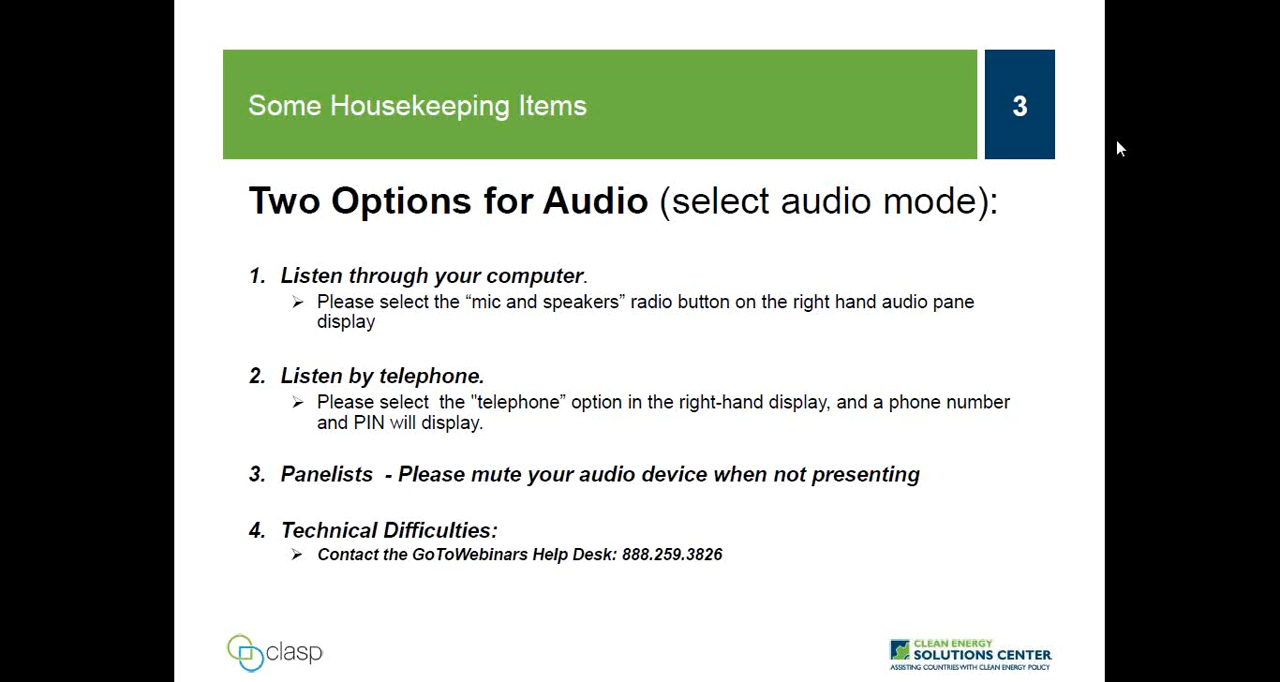 Some Housekeeping Items
3
Two Options for Audio (select audio mode):
1. Listen through your computer.
➢ Please select the “mic and speakers” radio button on the right hand audio pane
display
2. Listen by telephone.
➢ Please select  the "telephone” option in the right-hand display, and a phone number
and PIN will display.
3. Panelists  - Please mute your audio device when not presenting
4. Technical Difficulties:
➢ Contact the GoToWebinars Help Desk: 888.259.3826
clasp
CLEAN ENERGY
SOLUTIONS CENTER
ASSISTING COUNTRIES WITH CLEAN ENERGY POLICY